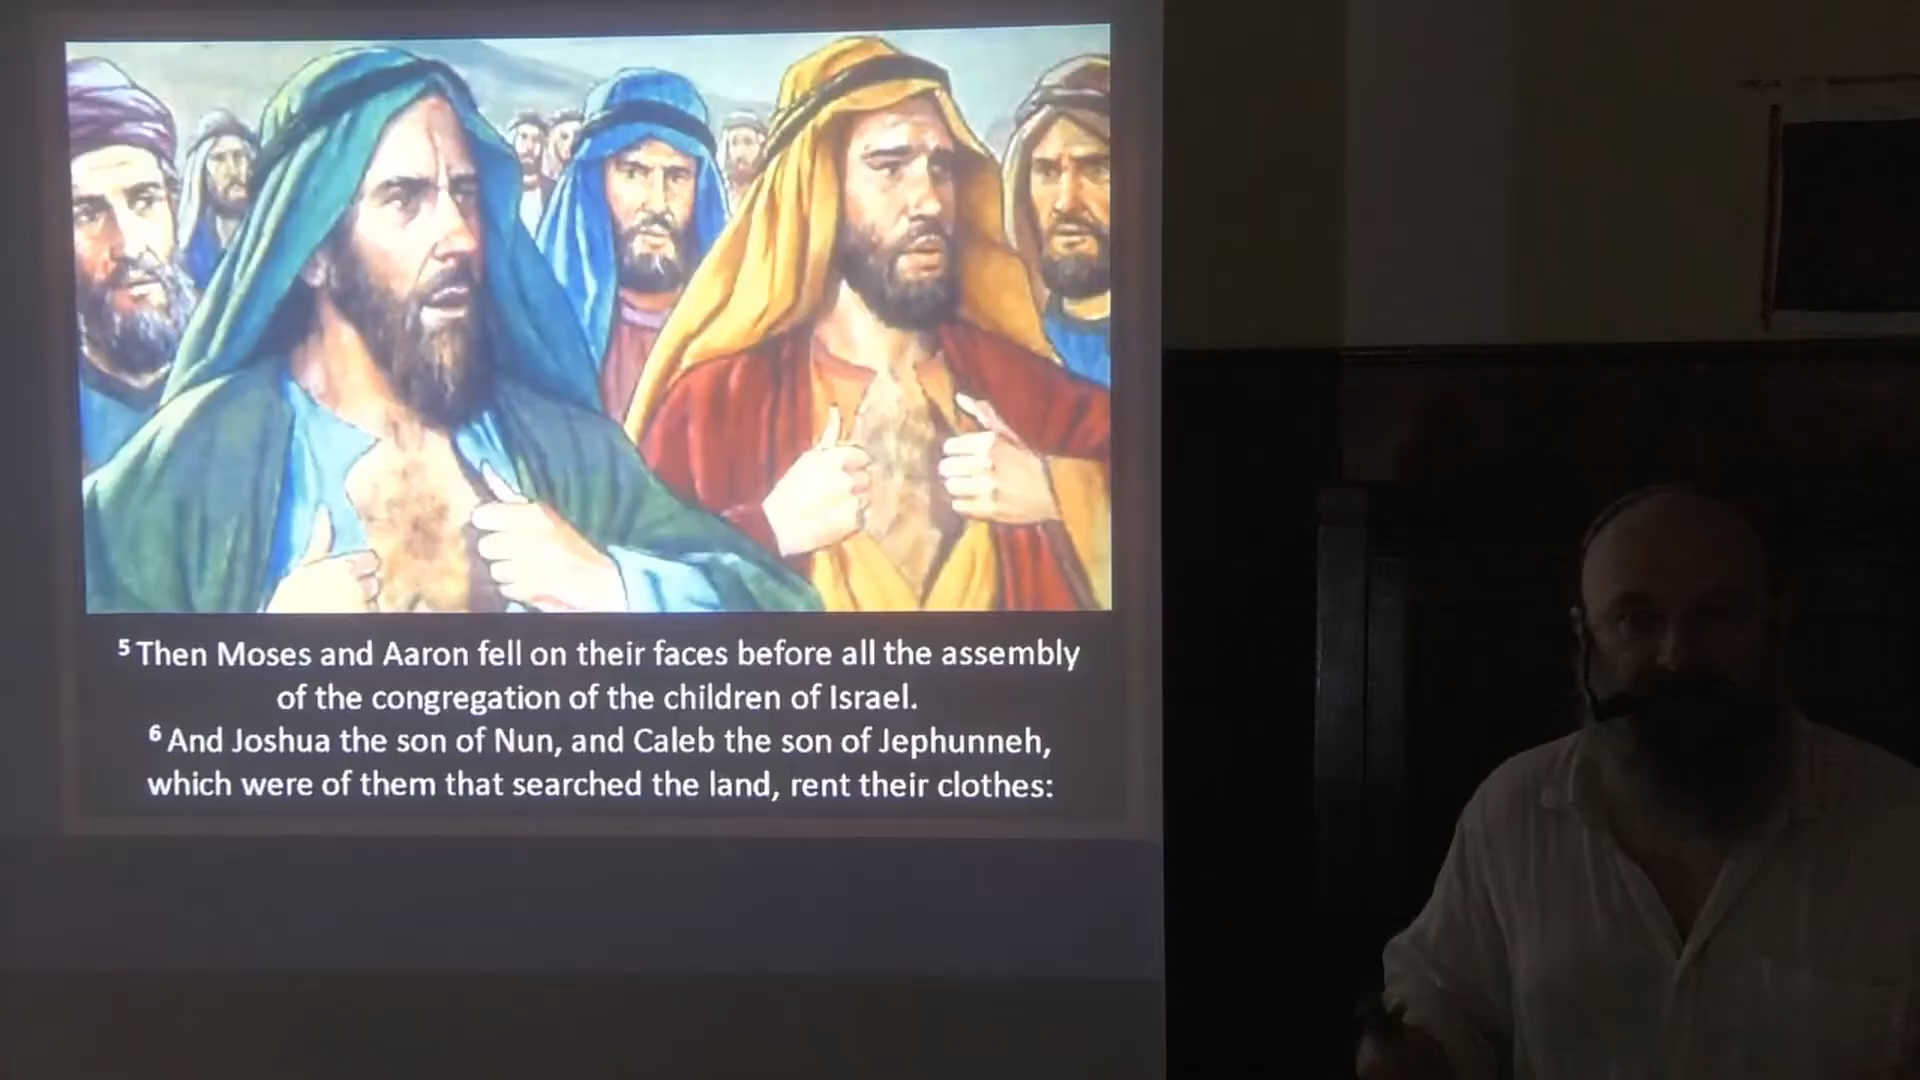 5 Then Moses and Aaron fell on their faces before all the assembly
of the congregation of the children of Israel.
6 And Joshua the son of Nun, and Caleb the son of Jephunneh,
which were of them that searched the land, rent their clothes: